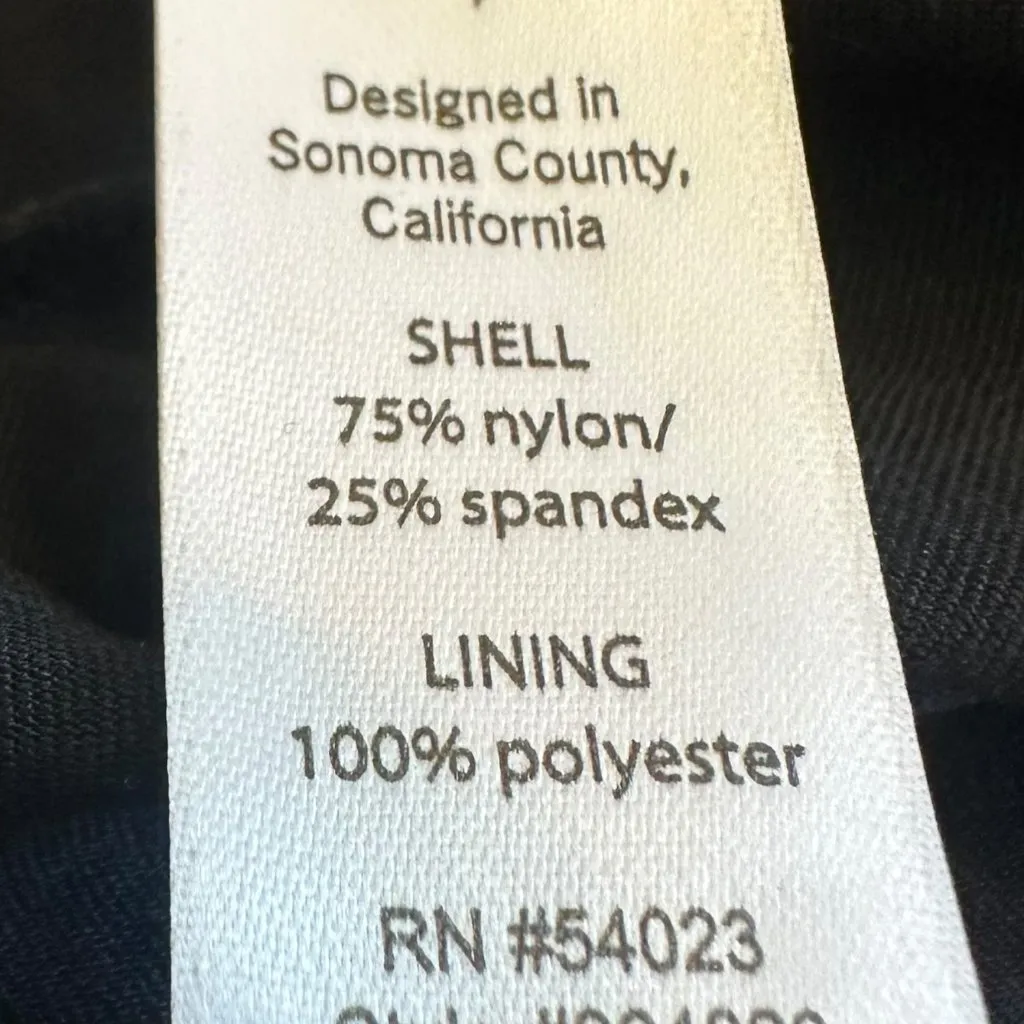 Designed in
Sonoma County,
California
SHELL
75% nylon/
25% spandex
LINING
100% polyester
RN #54023